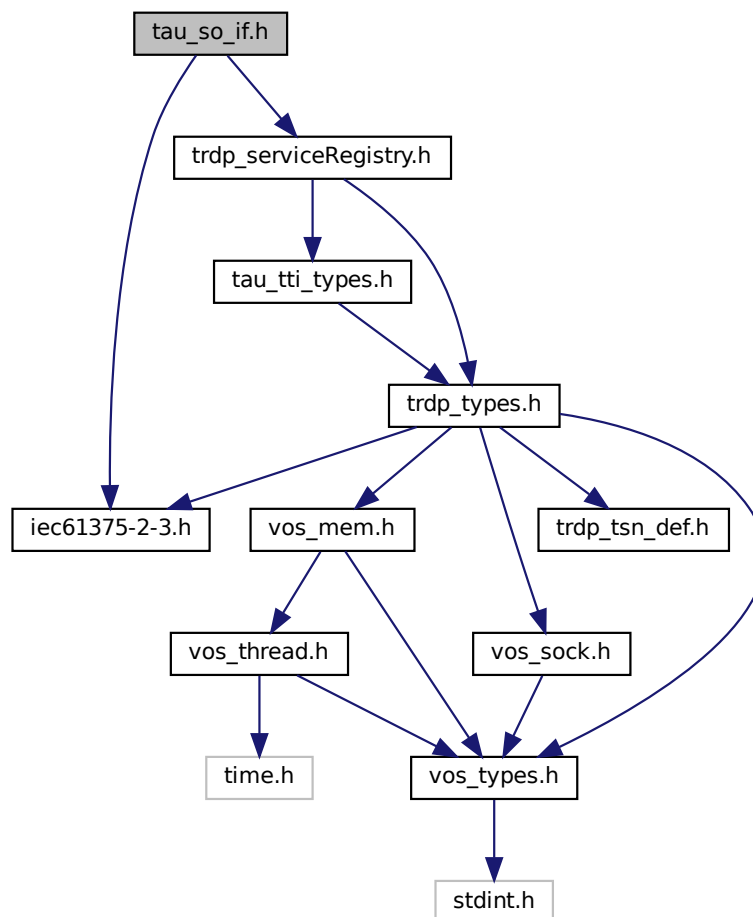 tau_so_if.h
trdp_serviceRegistry.h
tau_tti_types.h
trdp_types.h
iec61375-2-3.h
vos_mem.h
trdp_tsn_def.h
vos_thread.h
vos_sock.h
time.h
vos_types.h
stdint.h